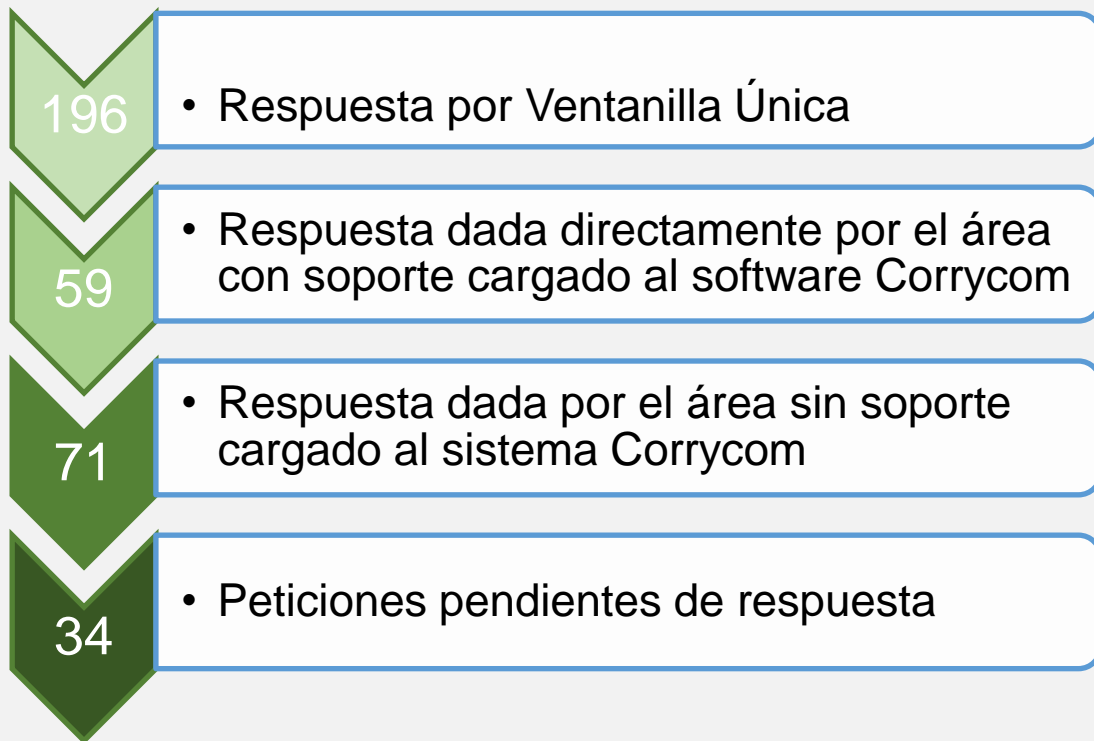 196
• Respuesta por Ventanilla Única
59
• Respuesta dada directamente por el área
con soporte cargado al software Corrycom
71
• Respuesta dada por el área sin soporte
cargado al sistema Corrycom
34
• Peticiones pendientes de respuesta